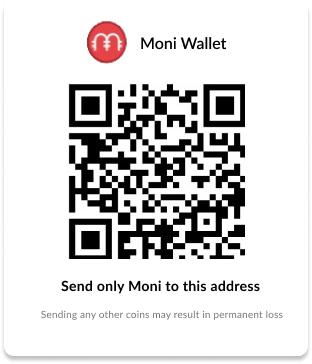 Moni Wallet
Send only Moni to this address
Sending any other coins may result in permanent loss